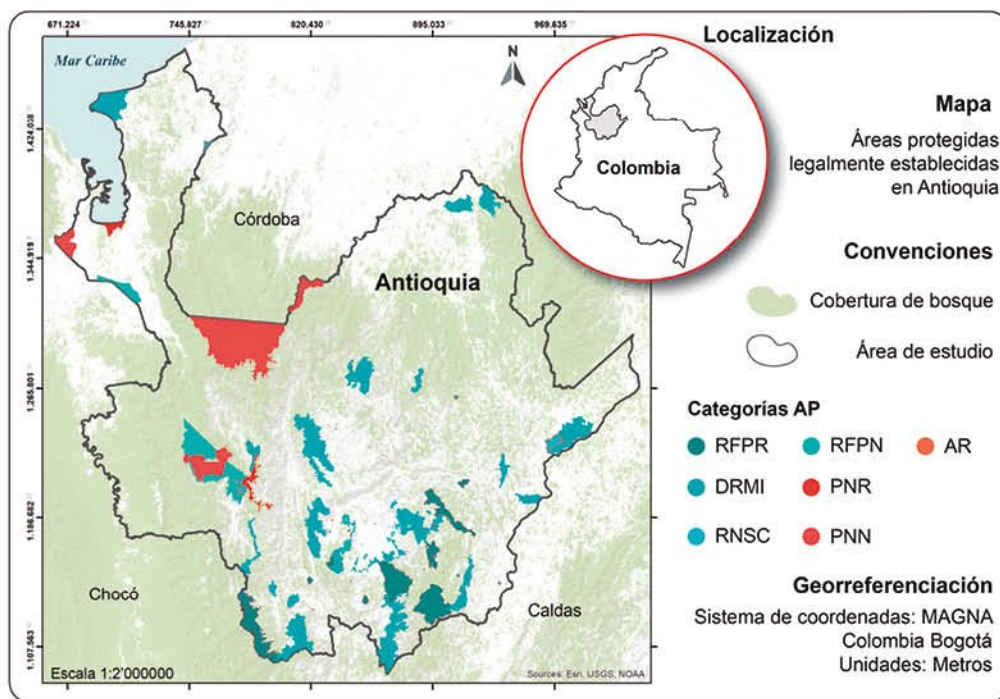 671.224
745.827
820.430
895.033
969.635
Localización
Mar Caribe
N
Mapa
Áreas protegidas
legalmente establecidas
en Antioquia
Colombia
Córdoba
Antioquia
Convenciones
Cobertura de bosque
Área de estudio
Categorías AP
RFPR
RFPN
AR
DRMI
PNR
RNSC
PNN
Chocó
Caldas
Georreferenciación
Sistema de coordenadas: MAGNA
Colombia Bogotá
Unidades: Metros
Escala 1:2'000000
Sources: Esri, USGS, NOAA
1.424.038
1.344.919
1.265.801
1.186.682
1.107.563